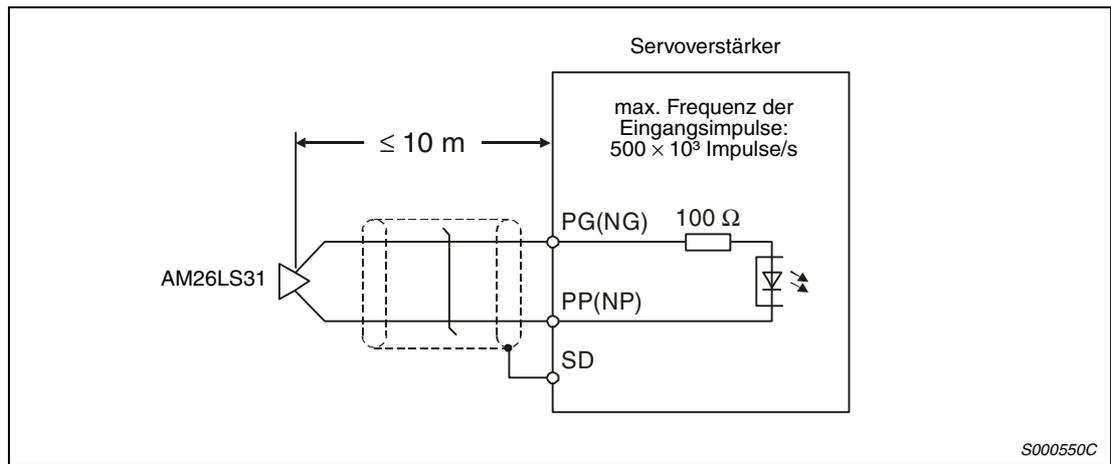 Servoverstärker
max. Frequenz der
Eingangsimpulse:
500 × 10³ Impulse/s
≤ 10 m
PG(NG)
100 Ω
AM26LS31
PP(NP)
SD
S000550C